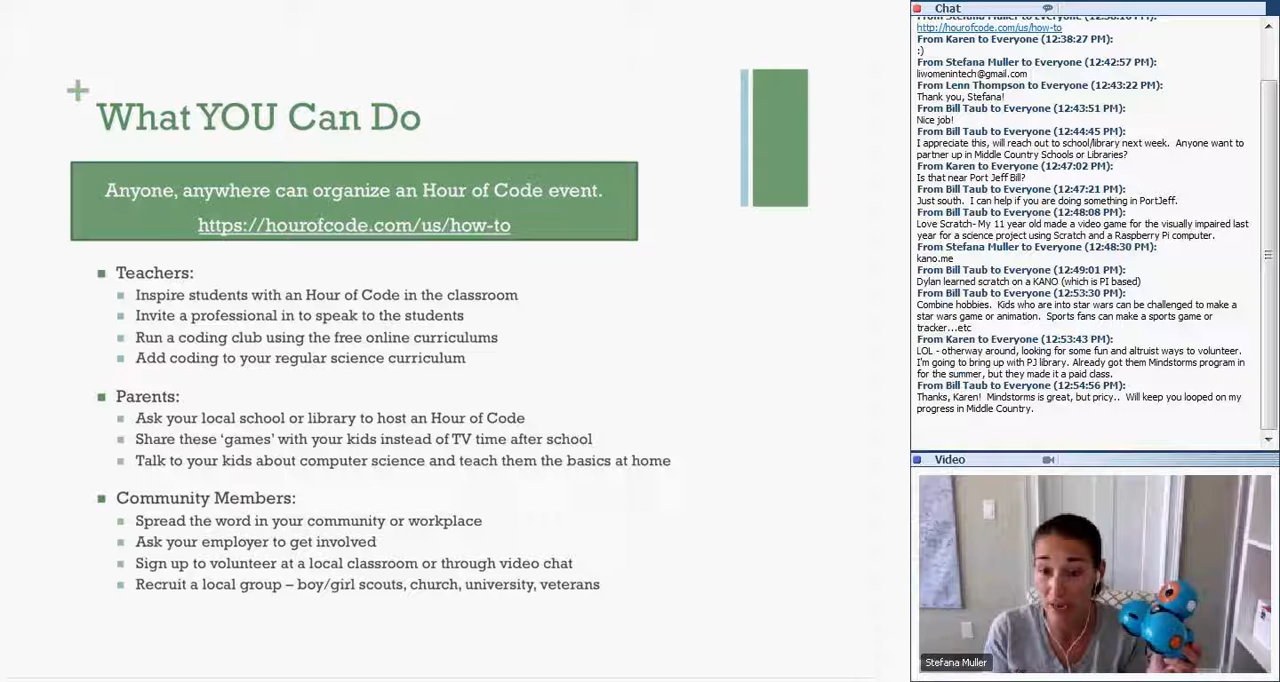 What YOU Can Do
Anyone, anywhere can organize an Hour of Code event.
https://hourofcode.com/us/how-to
Teachers:
Inspire students with an Hour of Code in the classroom
Invite a professional in to speak to the students
Run a coding club using the free online curriculums
Add coding to your regular science curriculum
Parents:
Ask your local school or library to host an Hour of Code
Share these ‘games’ with your kids instead of TV time after school
Talk to your kids about computer science and teach them the basics at home
Community Members:
Spread the word in your community or workplace
Ask your employer to get involved
Sign up to volunteer at a local classroom or through video chat
Recruit a local group – boy/girl scouts, church, university, veterans
Chat
http://hourofcode.com/us/how-to
From Karen to Everyone (12:38:27 PM):
:)
From Stefana Muller to Everyone (12:42:57 PM):
liwomenintech@gmail.com
From Lenn Thompson to Everyone (12:43:22 PM):
Thank you, Stefana!
From Bill Taub to Everyone (12:43:51 PM):
Nice job!
From Bill Taub to Everyone (12:44:45 PM):
I appreciate this, will reach out to school/library next week.  Anyone want to
partner up in Middle Country Schools or Libraries?
From Karen to Everyone (12:47:02 PM):
Is that near Port Jeff Bill?
From Bill Taub to Everyone (12:47:21 PM):
Just south.  I can help if you are doing something in PortJeff.
From Bill Taub to Everyone (12:48:08 PM):
Love Scratch- My 11 year old made a video game for the visually impaired last
year for a science project using Scratch and a Raspberry Pi computer.
From Stefana Muller to Everyone (12:48:30 PM):
kano.me
From Bill Taub to Everyone (12:49:01 PM):
Dylan learned scratch on a KANO (which is PI based)
From Bill Taub to Everyone (12:53:30 PM):
Combine hobbies.  Kids who are into star wars can be challenged to make a
star wars game or animation.  Sports fans can make a sports game or
tracker...etc
From Karen to Everyone (12:53:43 PM):
LOL - otherway around, looking for some fun and altruist ways to volunteer.
I'm going to bring up with PJ library. Already got them Mindstorms program in
for the summer, but they made it a paid class.
From Bill Taub to Everyone (12:54:56 PM):
Thanks, Karen!  Mindstorms is great, but pricy..  Will keep you looped on my
progress in Middle Country.
Video
Stefana Muller